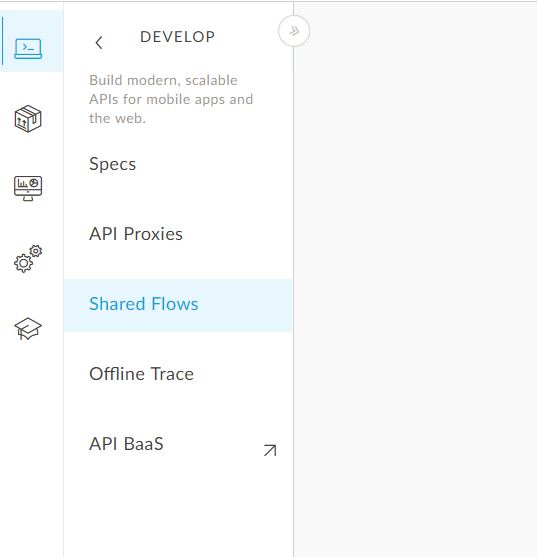 DEVELOP
Build modern, scalable
APIs for mobile apps and
the web.
Specs
API Proxies
Shared Flows
Offline Trace
API BaaS